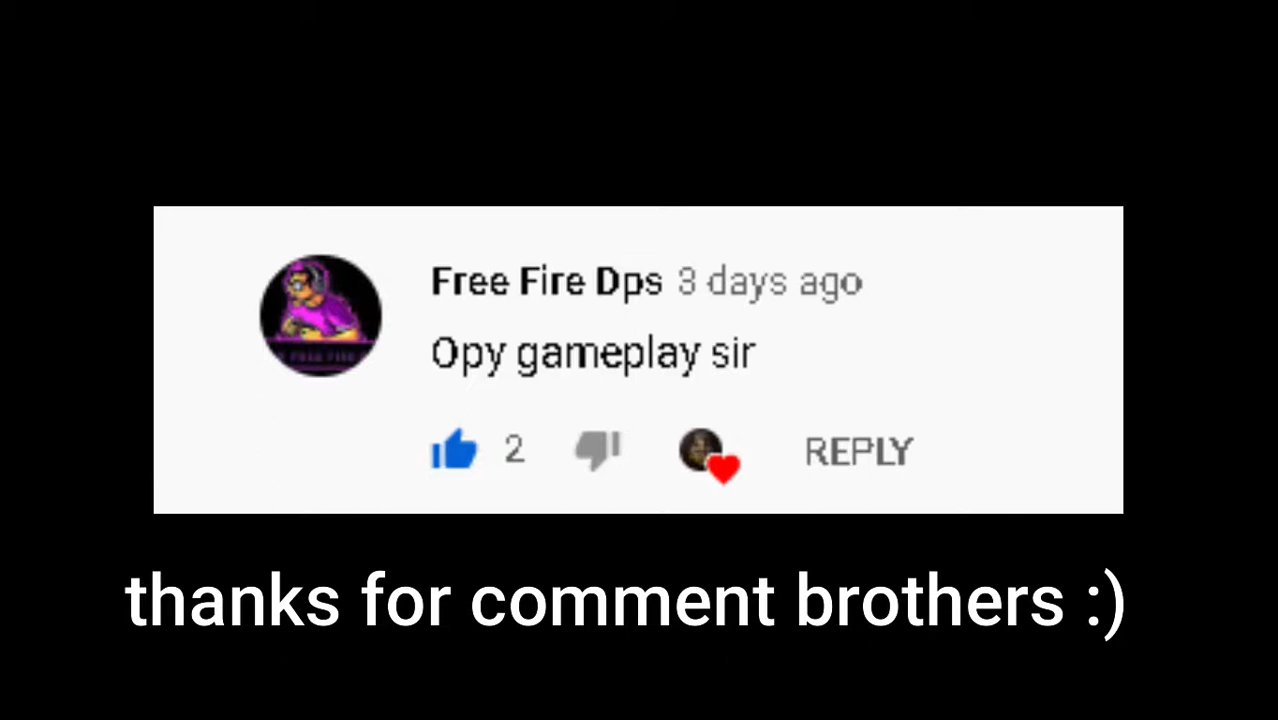 Free Fire Dps 3 days ago
Opy gameplay sir
2 REPLY
thanks for comment brothers :)